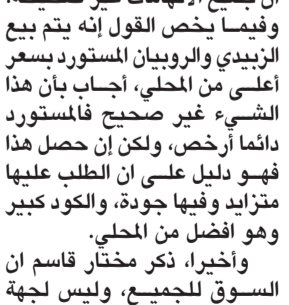 وفيما يخص القول إنه يتم بيع
الزبيدي والروبيان المستورد بسعر
أعلى من المحلي، أجاب بأن هذا
الشيء غير صحيح فالمستورد
دائما أرخص، ولكن إن حصل هذا
فهو دليل على ان الطلب عليها
متزايد وفيها جودة، والكود كبير
وهو افضل من المحلي.
وأخيرا، ذكر مختار قاسم ان
السوق للجميع، وليس لجهة